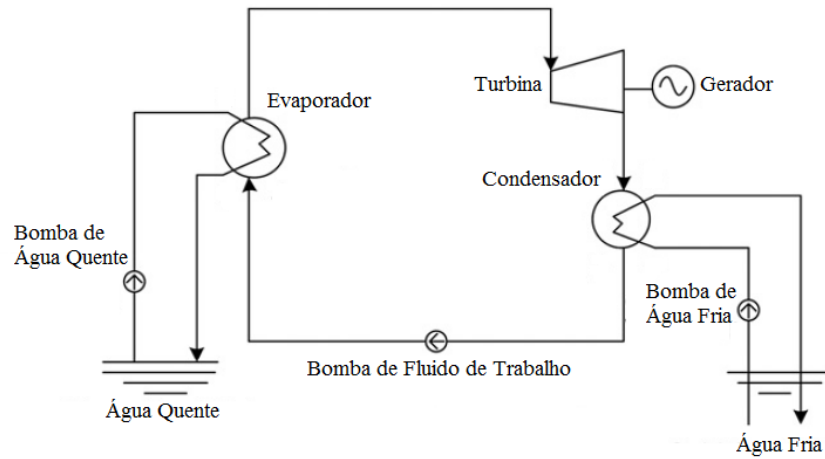 Turbina
Gerador
Evaporador
Condensador
Bomba de
Água Quente
Bomba de
Água Fria
Bomba de Fluido de Trabalho
Água Quente
Água Fria